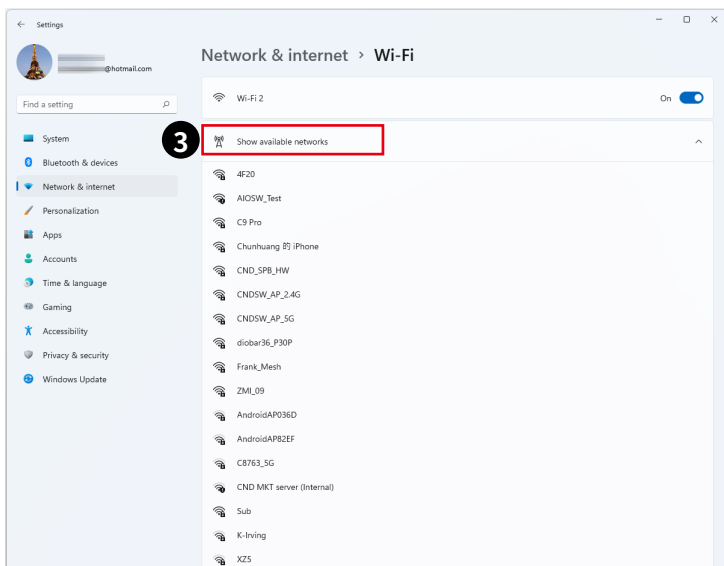 Settings
@hotmail.com
Find a setting
System
Bluetooth & devices
Network & internet
Personalization
Apps
Accounts
Time & language
Gaming
Accessibility
Privacy & security
Windows Update
Network & internet › Wi-Fi
Wi-Fi 2
On
3
Show available networks
4F20
AIOSW_Test
C9 Pro
Chunhuang 的 iPhone
CND_SPB_HW
CNDSW_AP_2.4G
CNDSW_AP_5G
diobar36_P30P
Frank_Mesh
ZMI_09
AndroidAP036D
AndroidAP82EF
C8763_5G
CND MKT server (Internal)
Sub
K-Irving
XZ5